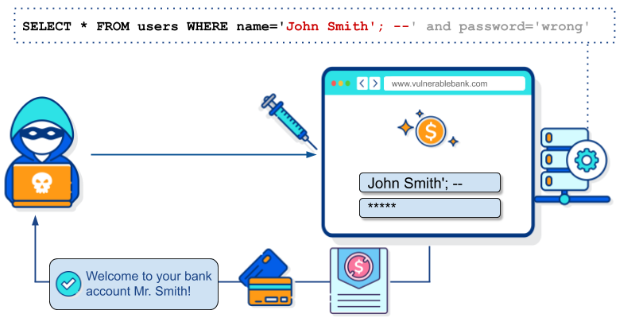 SELECT * FROM users WHERE name='John Smith'; --' and password='wrong'
www.vulnerablebank.com
John Smith'; --
*****
Welcome to your bank
account Mr. Smith!